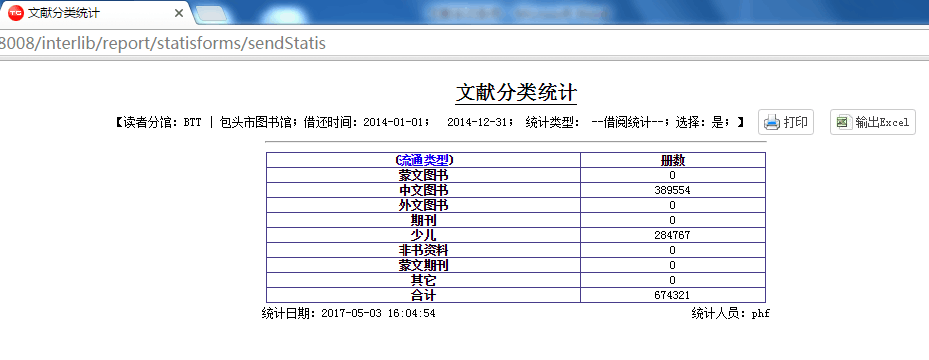 文献分类统计
8008/interlib/report/statisforms/sendStatis
文献分类统计
【读者分馆：BTT | 包头市图书馆；借还时间：2014-01-01； 2014-12-31； 统计类型： --借阅统计--；选择：是；】 打印 输出Excel
(流通类型) 册数
蒙文图书 0
中文图书 389554
外文图书 0
期刊 0
少儿 284767
非书资料 0
蒙文期刊 0
其它 0
合计 674321
统计日期：2017-05-03 16:04:54 统计人员：phf